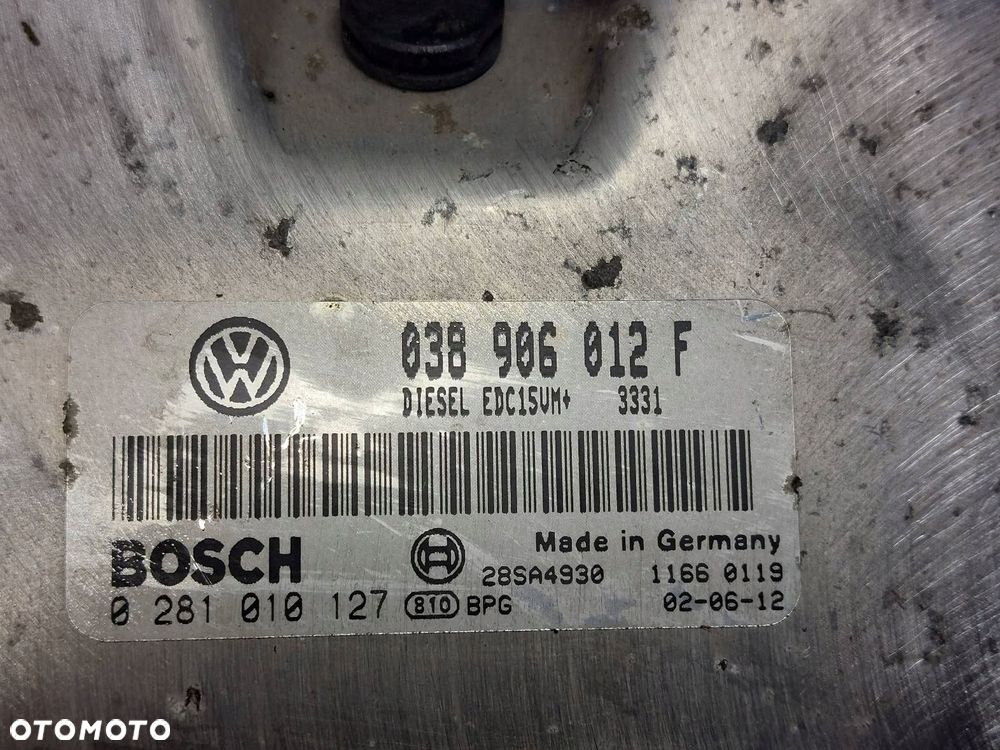 038 906 012 F
DIESEL EDC15VM+ 3331
BOSCH
Made in Germany
28SA4930 1166 0119
0 281 010 127 810 BPG 02-06-12
OTOMOTO